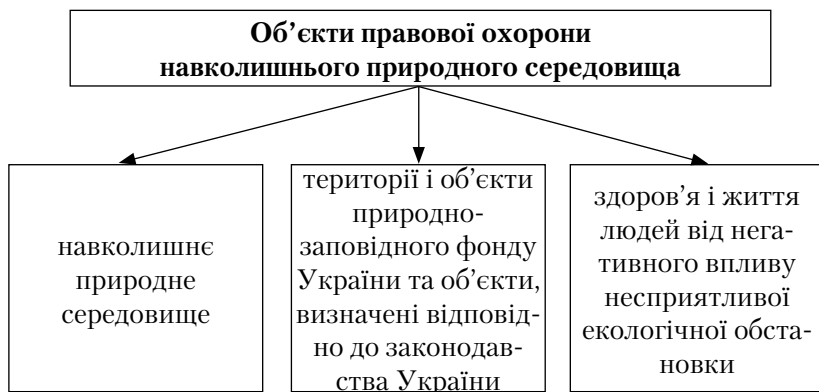 Об’єкти правової охорони
навколишнього природного середовища
навколишнє
природне
середовище
території і об’єкти
природно-
заповідного фонду
України та об’єкти,
визначені відповід-
но до законодав-
ства України
здоров’я і життя
людей від нега-
тивного впливу
несприятливої
екологічної обста-
новки